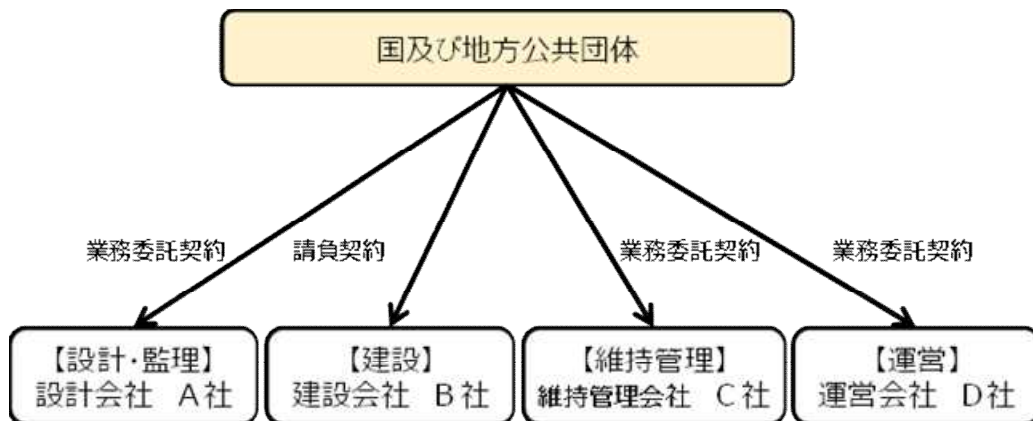 国及び地方公共団体
業務委託契約
請負契約
業務委託契約
業務委託契約
【設計・監理】
設計会社 A社
【建設】
建設会社 B社
【維持管理】
維持管理会社 C社
【運営】
運営会社 D社